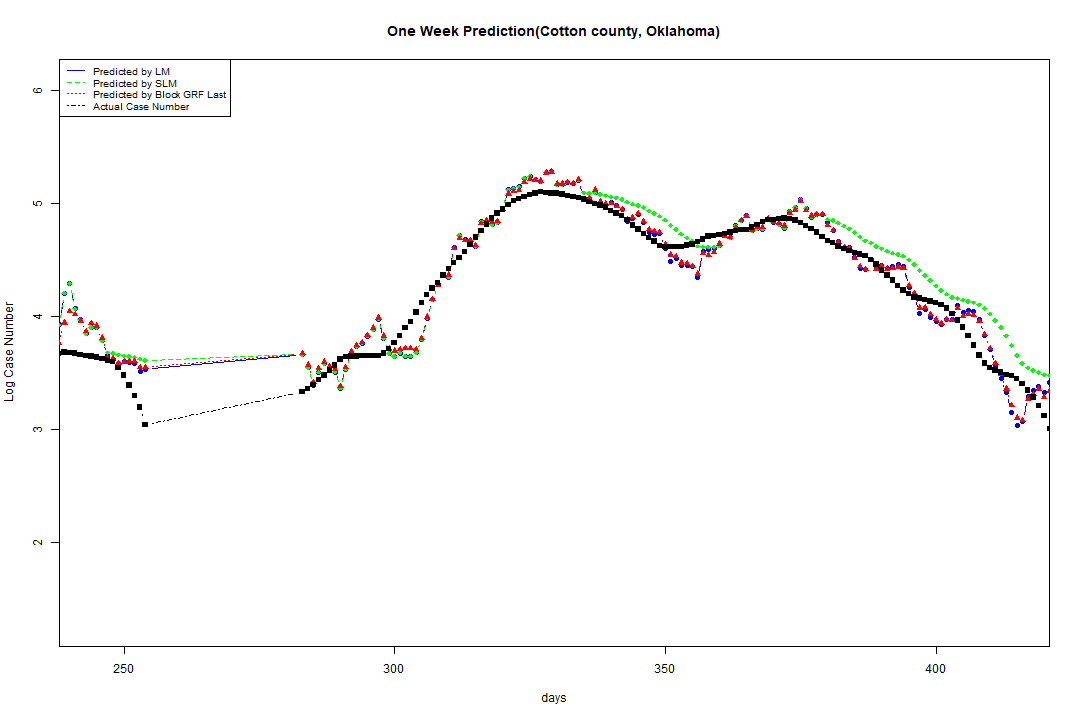 One Week Prediction(Cotton county, Oklahoma)
Predicted by LM
Predicted by SLM
Predicted by Block GRF Last
Actual Case Number
6
5
4
3
2
Log Case Number
250
300
350
400
days